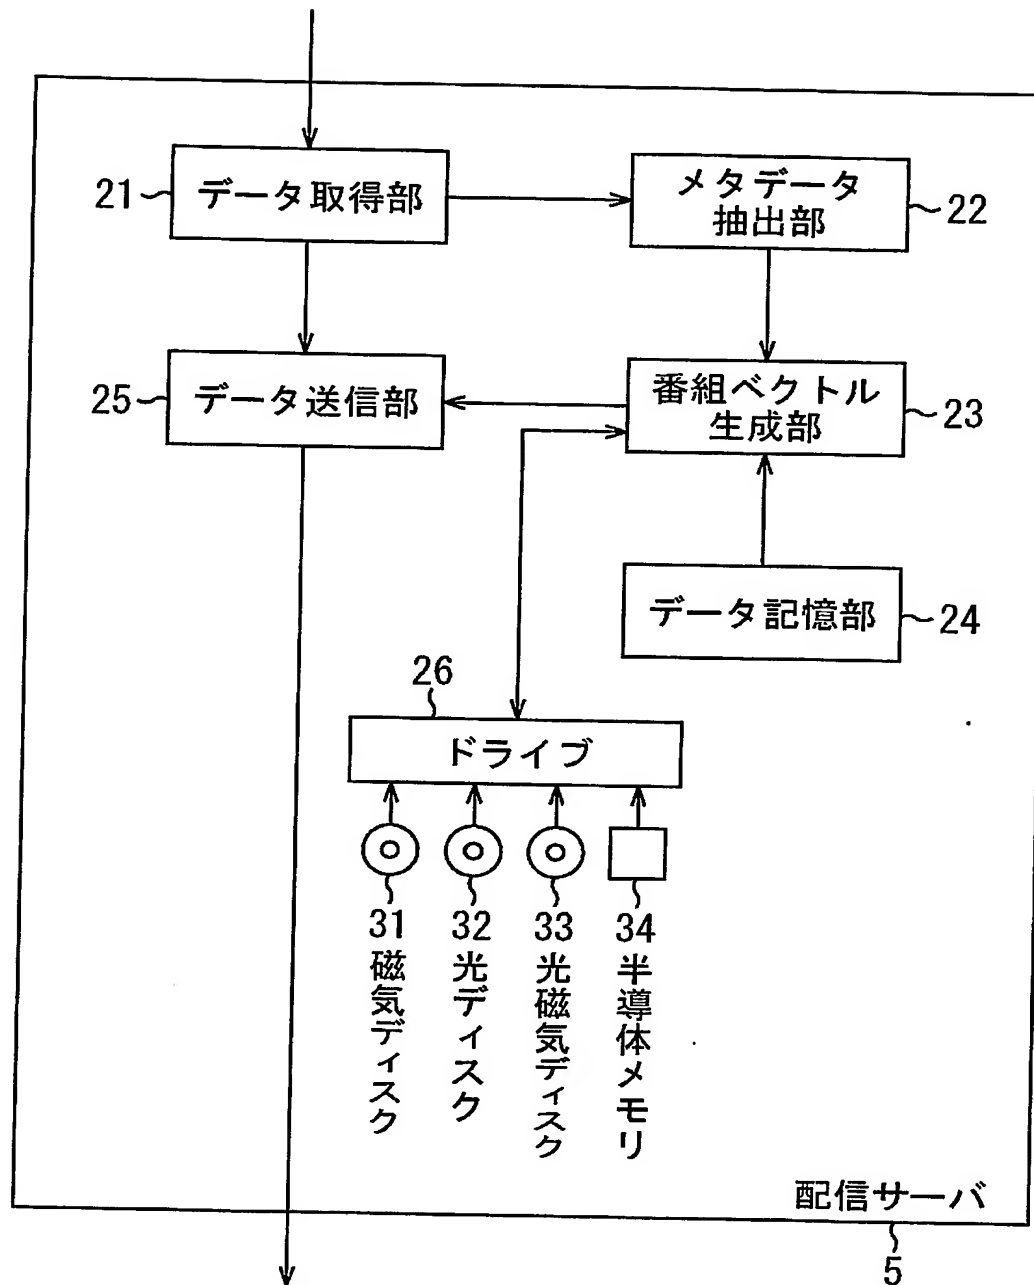 21
データ取得部
メタデータ
抽出部
22
25
データ送信部
番組ベクトル
生成部
23
データ記憶部
24
26
ドライブ
31
磁気ディスク
32
光ディスク
33
光磁気ディスク
34
半導体メモリ
配信サーバ
5